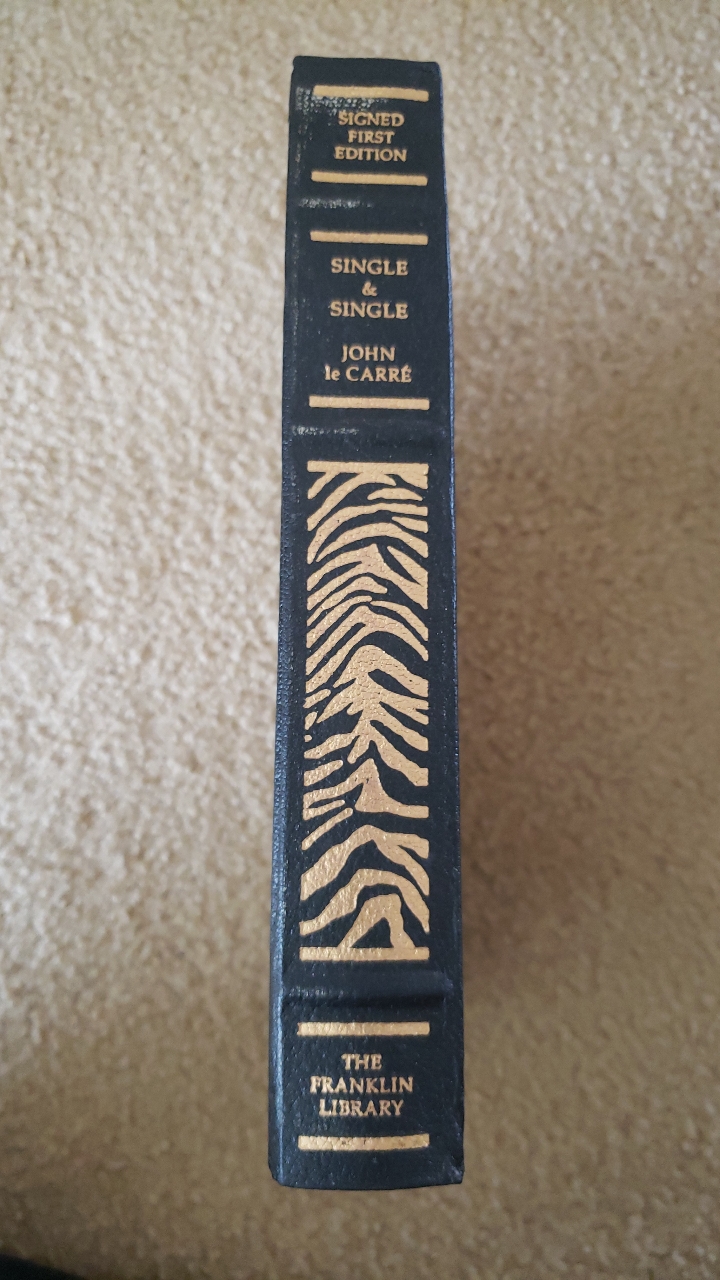 SIGNED
FIRST
EDITION
SINGLE
&
SINGLE
JOHN
le CARRÉ
THE
FRANKLIN
LIBRARY